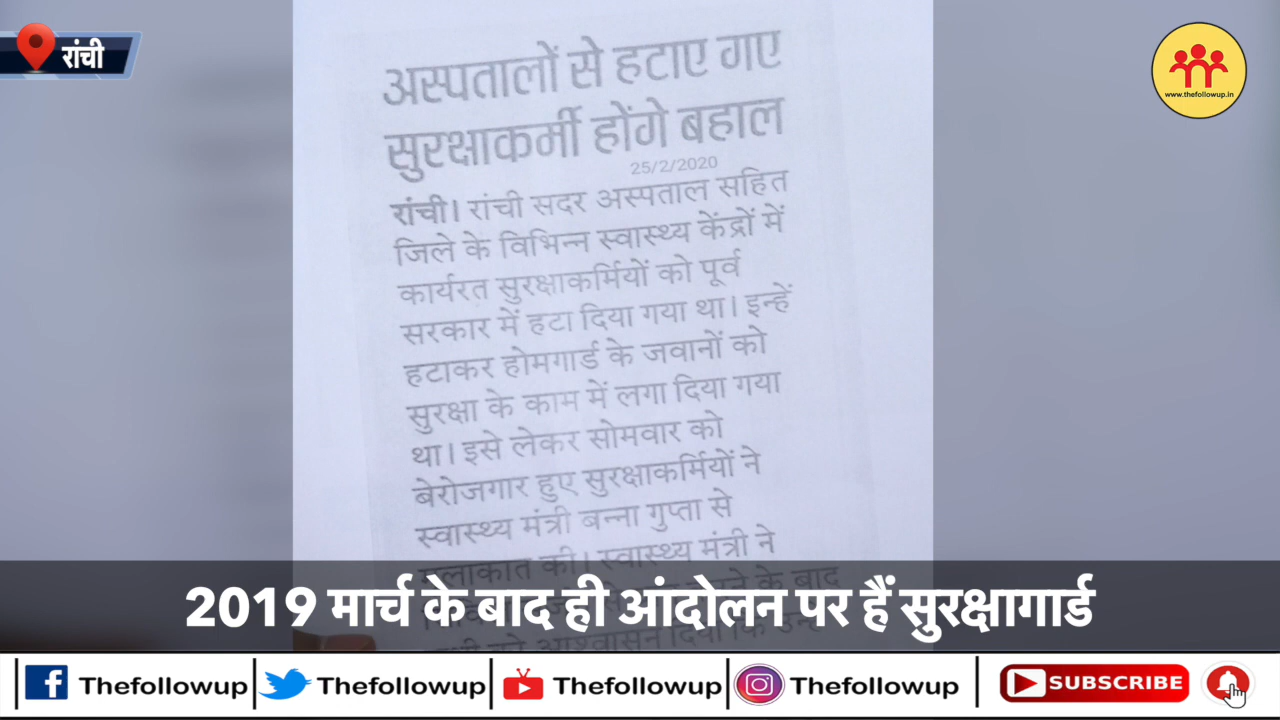 रांची
www.thefollowup.in
अस्पतालों से हटाए गए
सुरक्षाकर्मी होंगे बहाल
25/2/2020
रांची। रांची सदर अस्पताल सहित
जिले के विभिन्न स्वास्थ्य केंद्रों में
कार्यरत सुरक्षाकर्मियों को पूर्व
सरकार में हटा दिया गया था। इन्हें
हटाकर होमगार्ड के जवानों को
सुरक्षा के काम में लगा दिया गया
था। इसे लेकर सोमवार को
बेरोजगार हुए सुरक्षाकर्मियों ने
स्वास्थ्य मंत्री बन्ना गुप्ता से
मुलाकात की। स्वास्थ्य मंत्री ने
के बाद
आश्वासन दिया कि
2019 मार्च के बाद ही आंदोलन पर हैं सुरक्षागार्ड
Thefollowup Thefollowup Thefollowup Thefollowup SUBSCRIBE